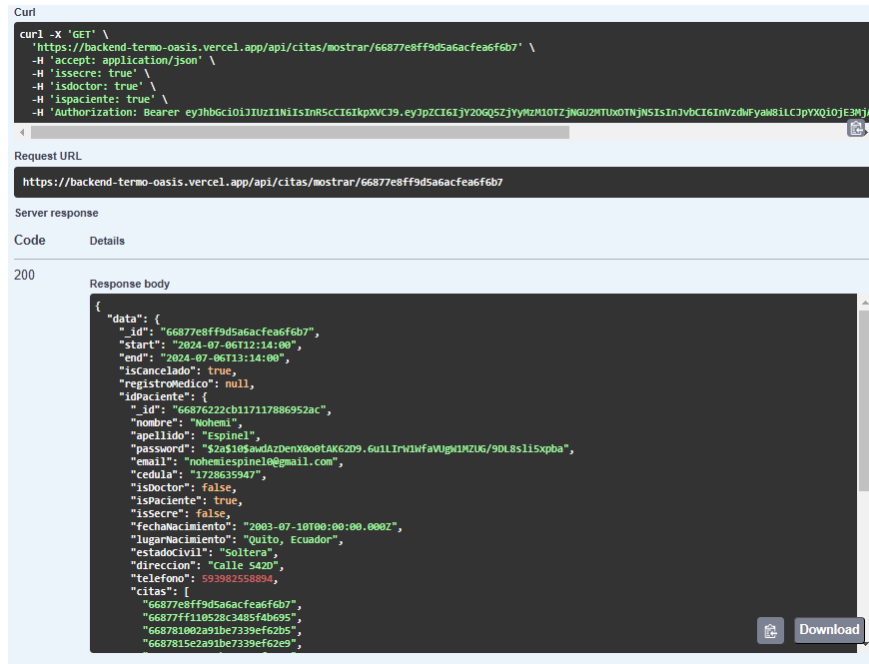 Curl
curl -X 'GET' \
'https://backend-termo-oasis.vercel.app/api/citas/mostrar/66877e8ff9d5a6acfea6f6b7' \
-H 'accept: application/json' \
-H 'issecre: true' \
-H 'isdoctor: true' \
-H 'ispaciente: true' \
-H 'Authorization: Bearer eyJhbGciOiJIUzI1NiIsInR5cCI6IkpXVCJ9.eyJpZCI6IjY2OGQ5ZjYyMzM1OTZjNGU2MTUxOTNjNSIsInJvbCI6InVzdWFyaW8iLCJpYXQiOjE3Mj
Request URL
https://backend-termo-oasis.vercel.app/api/citas/mostrar/66877e8ff9d5a6acfea6f6b7
Server response
Code Details
200
Response body
{
"data": {
"_id": "66877e8ff9d5a6acfea6f6b7",
"start": "2024-07-06T12:14:00",
"end": "2024-07-06T13:14:00",
"isCancelado": true,
"registroMedico": null,
"idPaciente": {
"_id": "66876222cb117117886952ac",
"nombre": "Nohemi",
"apellido": "Espinel",
"password": "$2a$10$awdAzDenX0o0tAK62D9.6u1LIrW1WfaVUgW1MZUG/9DL8sli5xpba",
"email": "nohemiespinel0@gmail.com",
"cedula": "1728635947",
"isDoctor": false,
"isPaciente": true,
"isSecre": false,
"fechaNacimiento": "2003-07-10T00:00:00.000Z",
"lugarNacimiento": "Quito, Ecuador",
"estadoCivil": "Soltera",
"direccion": "Calle S42D",
"telefono": 593982558894,
"citas": [
"66877e8ff9d5a6acfea6f6b7",
"66877ff110528c3485f4b695",
"668781002a91be7339ef62b5",
"6687815e2a91be7339ef62e9",
Download